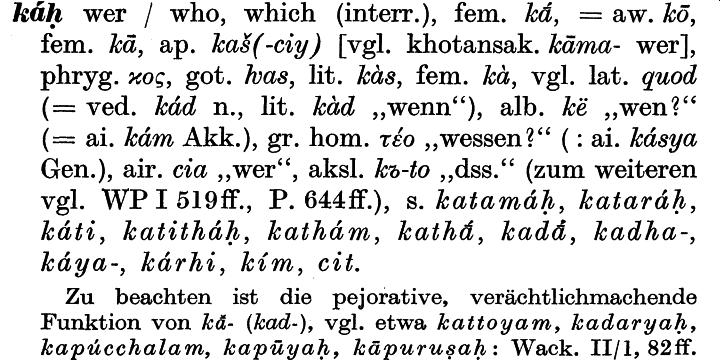 káḥ wer / who, which (interr.), fem. kā́, = aw. kō,
fem. kā, ap. kaš(-ciy) [vgl. khotansak. kāma- wer],
phryg. κος, got. ƕas, lit. kàs, fem. kà, vgl. lat. quod
(= ved. kád n., lit. kàd „wenn“), alb. kë „wen?“
(= ai. kám Akk.), gr. hom. τέο „wessen?“ (: ai. kásya
Gen.), air. cia „wer“, aksl. kъ-to „dss.“ (zum weiteren
vgl. WP I 519ff., P. 644ff.), s. katamáḥ, kataráḥ,
káti, katitháḥ, kathám, kathā́, kadā́, kadha-,
káya-, kárhi, kím, cit.
Zu beachten ist die pejorative, verächtlichmachende
Funktion von kā̆- (kad-), vgl. etwa kattoyam, kadaryaḥ,
kapúcchalam, kapūyaḥ, kāpuruṣaḥ: Wack. II/1, 82ff.